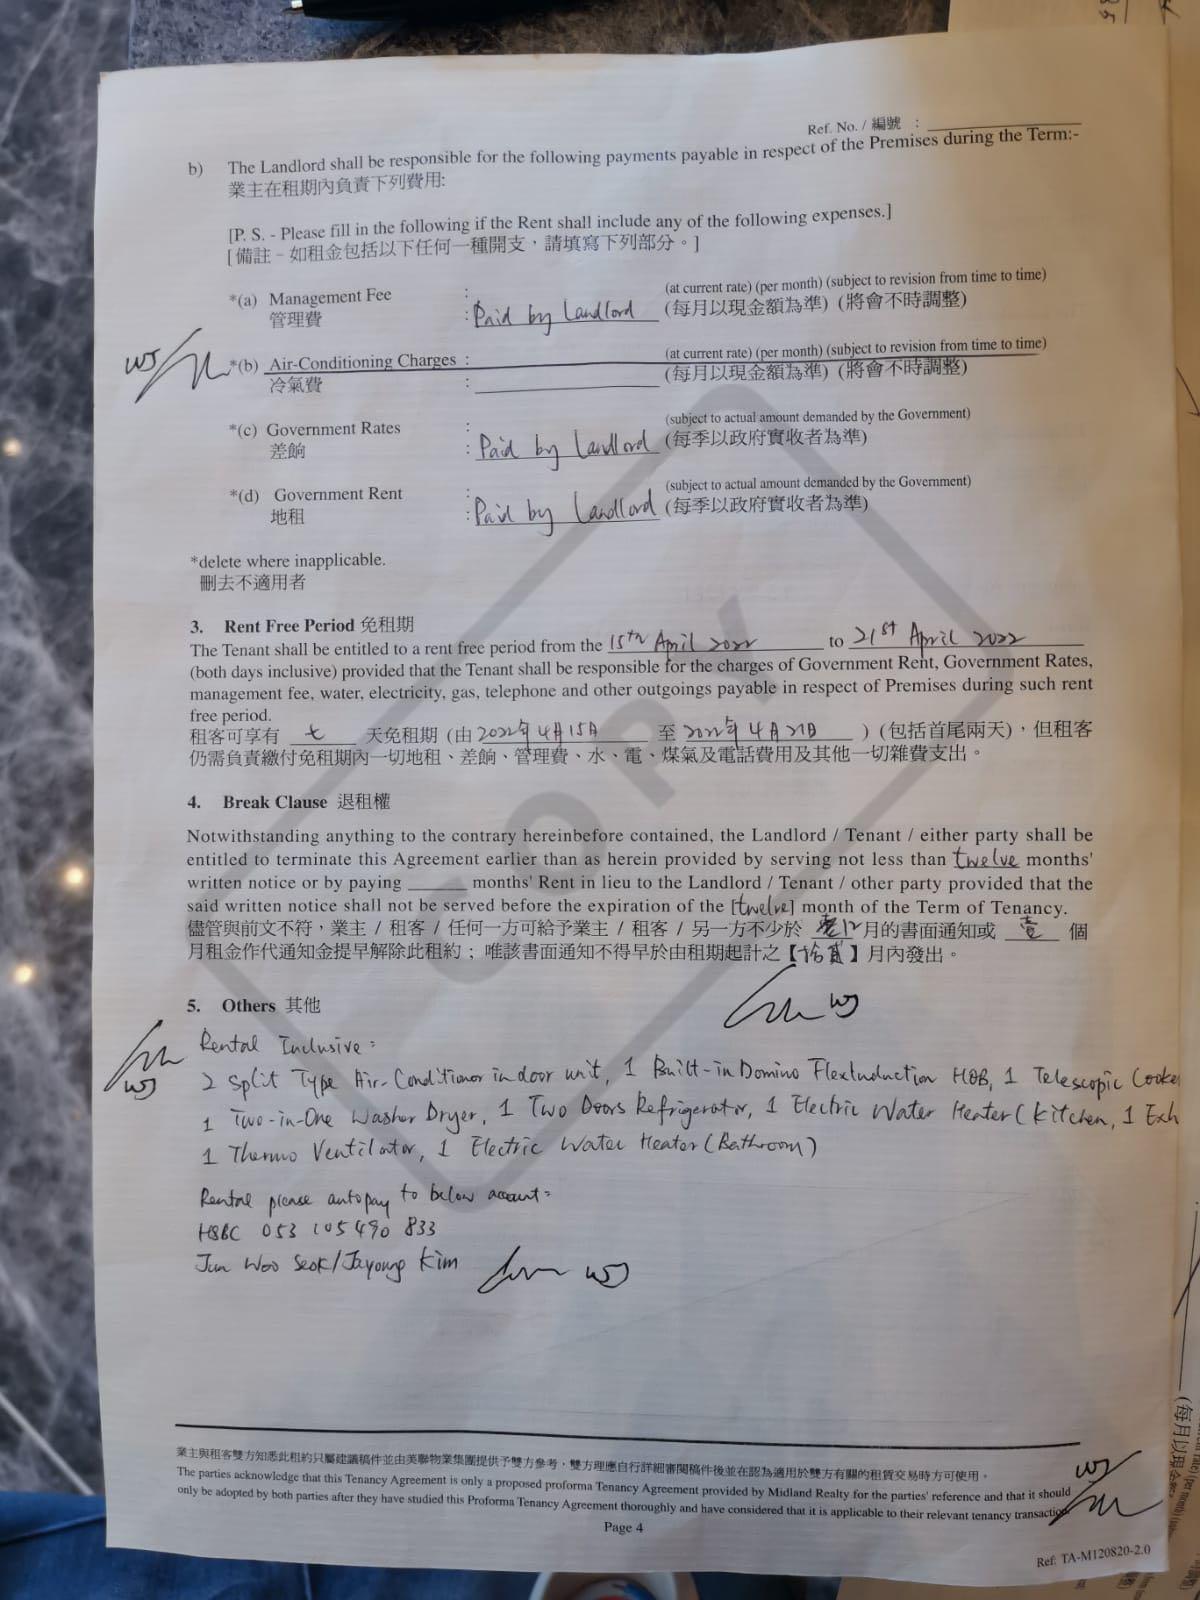 Ref. No. / 編號 :
b) The Landlord shall be responsible for the following payments payable in respect of the Premises during the Term:-
業主在租期內負責下列費用:
[P. S. - Please fill in the following if the Rent shall include any of the following expenses.]
[備註 - 如租金包括以下任何一種開支，請填寫下列部分。]
*(a) Management Fee : (at current rate) (per month) (subject to revision from time to time)
管理費 : Paid by Landlord (每月以現金額為準) (將會不時調整)
WJ
*(b) Air-Conditioning Charges : (at current rate) (per month) (subject to revision from time to time)
冷氣費 : (每月以現金額為準) (將會不時調整)
*(c) Government Rates : (subject to actual amount demanded by the Government)
差餉 : Paid by Landlord (每季以政府實收者為準)
*(d) Government Rent : (subject to actual amount demanded by the Government)
地租 : Paid by Landlord (每季以政府實收者為準)
*delete where inapplicable.
刪去不適用者
3. Rent Free Period 免租期
The Tenant shall be entitled to a rent free period from the 15th April 2022 to 21st April 2022
(both days inclusive) provided that the Tenant shall be responsible for the charges of Government Rent, Government Rates,
management fee, water, electricity, gas, telephone and other outgoings payable in respect of Premises during such rent
free period.
租客可享有 七 天免租期 (由 2022年4月15日 至 2022年4月21日 ) (包括首尾兩天)，但租客
仍需負責繳付免租期內一切地租、差餉、管理費、水、電、煤氣及電話費用及其他一切雜費支出。
4. Break Clause 退租權
Notwithstanding anything to the contrary hereinbefore contained, the Landlord / Tenant / either party shall be
entitled to terminate this Agreement earlier than as herein provided by serving not less than twelve months'
written notice or by paying ______ months' Rent in lieu to the Landlord / Tenant / other party provided that the
said written notice shall not be served before the expiration of the [twelve] month of the Term of Tenancy.
儘管與前文不符，業主 / 租客 / 任何一方可給予業主 / 租客 / 另一方不少於 12 月的書面通知或 壹 個
月租金作代通知金提早解除此租約；唯該書面通知不得早於由租期起計之【拾貳】月內發出。
WJ
5. Others 其他
WJ
Rental Inclusive:
2 Split Type Air-Conditioner indoor unit, 1 Built-in Domino FlexInduction HOB, 1 Telescopic Cooke
1 Two-in-One Washer Dryer, 1 Two Doors Refrigerator, 1 Electric Water Heater (Kitchen, 1 Exh
1 Thermo Ventilator, 1 Electric Water Heater (Bathroom)
Rental please autopay to below account:
HSBC 053 105490 833
Jun Woo Seok/Jayoung Kim
WJ
COPY
業主與租客雙方知悉此租約只屬建議稿件並由美聯物業集團提供予雙方參考，雙方理應自行詳細審閱稿件後並在認為適用於雙方有關的租賃交易時方可使用。
The parties acknowledge that this Tenancy Agreement is only a proposed proforma Tenancy Agreement provided by Midland Realty for the parties' reference and that it should
only be adopted by both parties after they have studied this Proforma Tenancy Agreement thoroughly and have considered that it is applicable to their relevant tenancy transaction.
WJ
Page 4
Ref: TA-M120820-2.0